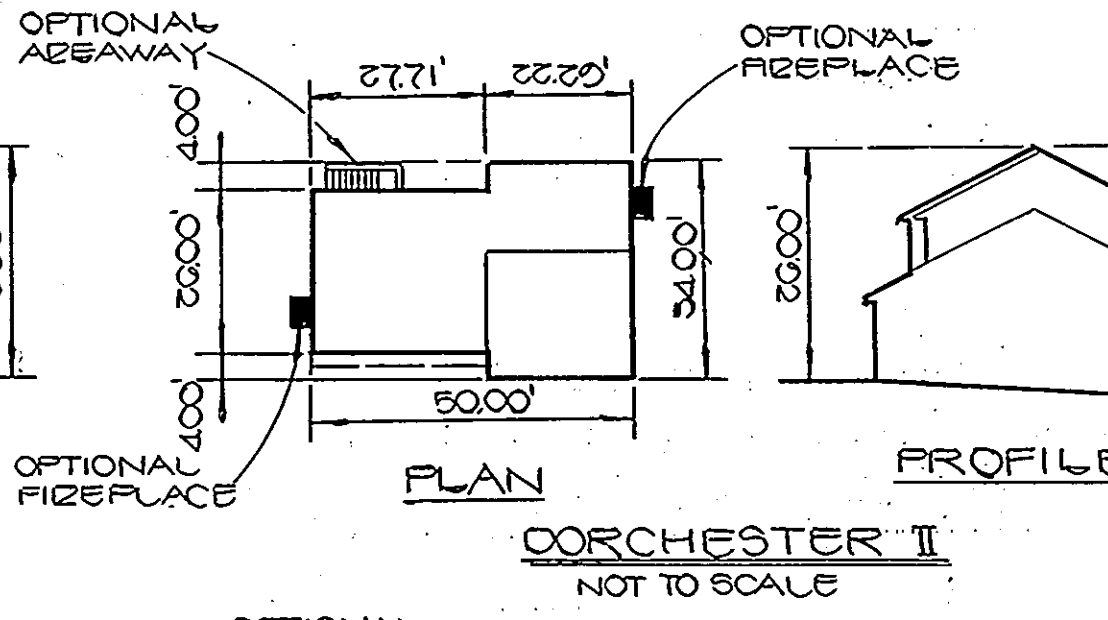 OPTIONAL
AREAWAY
OPTIONAL
FIREPLACE
27.71'
22.29'
4.00'
26.00'
4.00'
34.00'
50.00'
26.00'
OPTIONAL
FIREPLACE
PLAN
PROFILE
DORCHESTER II
NOT TO SCALE
OPTIONAL